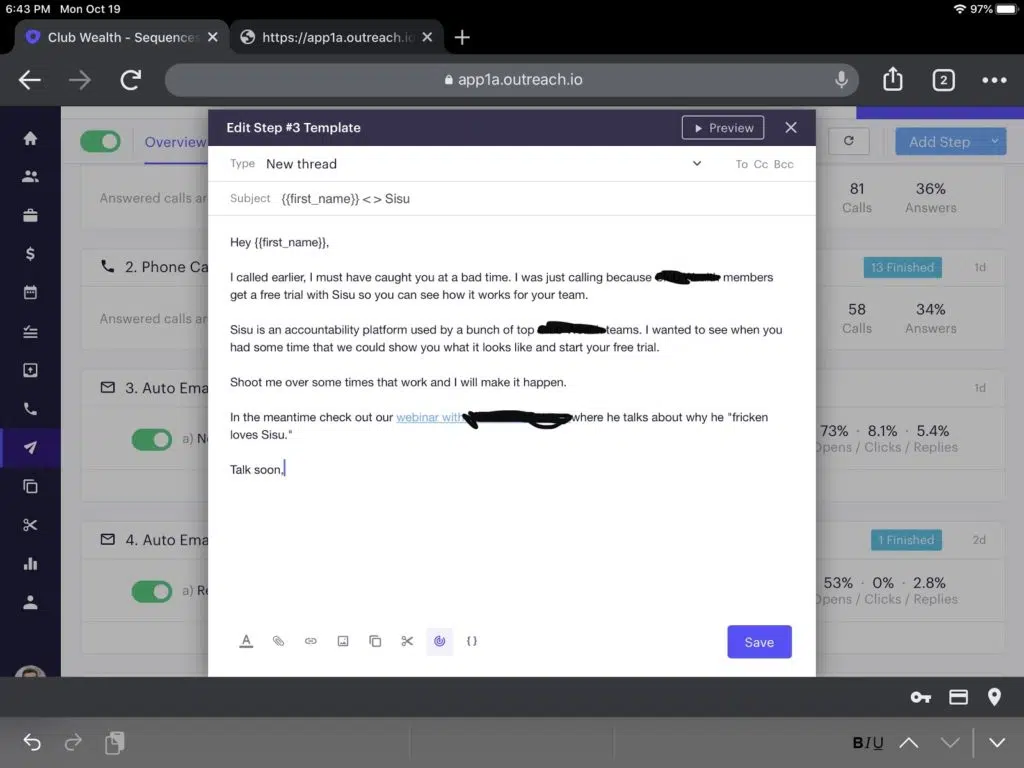 6:43 PM Mon Oct 19
97%
Club Wealth - Sequences
https://app1a.outreach.io
app1a.outreach.io
2
Overview
Add Step
Edit Step #3 Template
Preview
Type New thread
To Cc Bcc
Subject {{first_name}} <> Sisu
Hey {{first_name}},
I called earlier, I must have caught you at a bad time. I was just calling because members
get a free trial with Sisu so you can see how it works for your team.
Sisu is an accountability platform used by a bunch of top teams. I wanted to see when you
had some time that we could show you what it looks like and start your free trial.
Shoot me over some times that work and I will make it happen.
In the meantime check out our webinar with where he talks about why he "fricken
loves Sisu."
Talk soon,
A
{}
Save
Answered calls ar
81 36%
Calls Answers
2. Phone Ca
13 Finished 1d
Answered calls ar
58 34%
Calls Answers
3. Auto Ema
1d
a)
73% · 8.1% · 5.4%
Opens / Clicks / Replies
4. Auto Ema
1 Finished 2d
a) Re
53% · 0% · 2.8%
Opens / Clicks / Replies
BIU